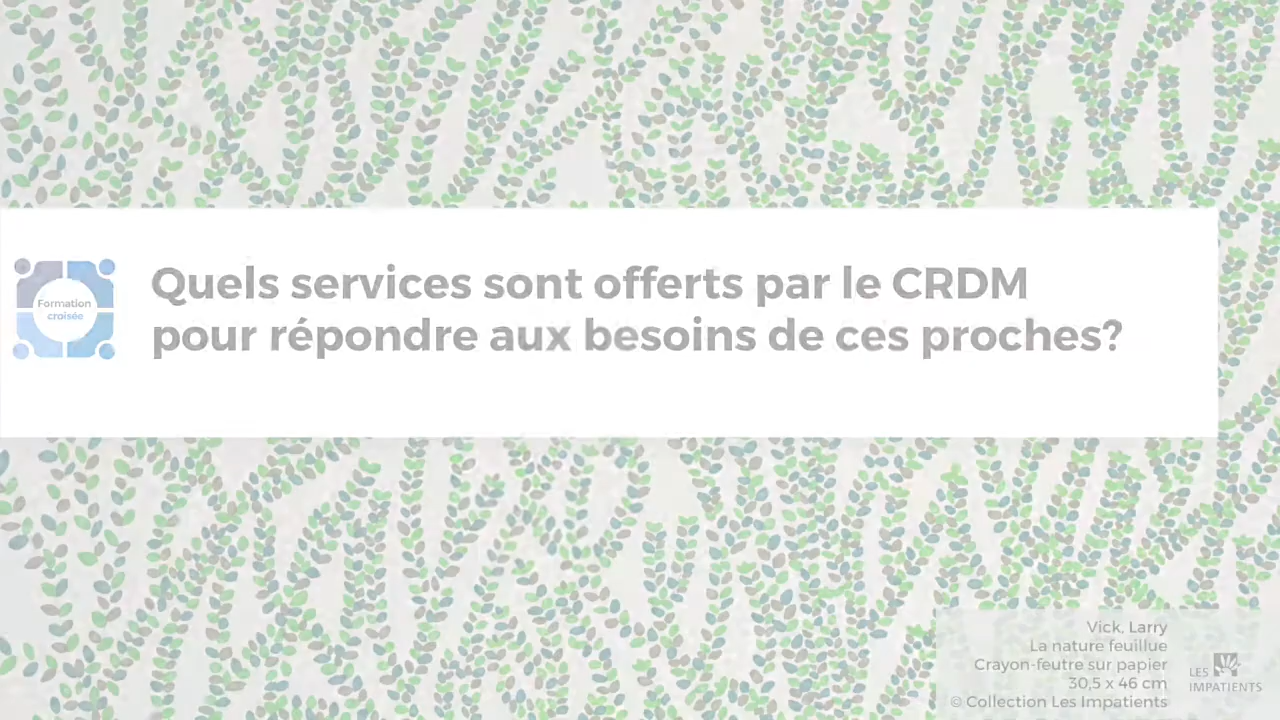 Formation
croisée
Quels services sont offerts par le CRDM
pour répondre aux besoins de ces proches?
Vick, Larry
La nature feuillue
Crayon-feutre sur papier
30,5 x 46 cm
© Collection Les Impatients
LES
IMPATIENTS